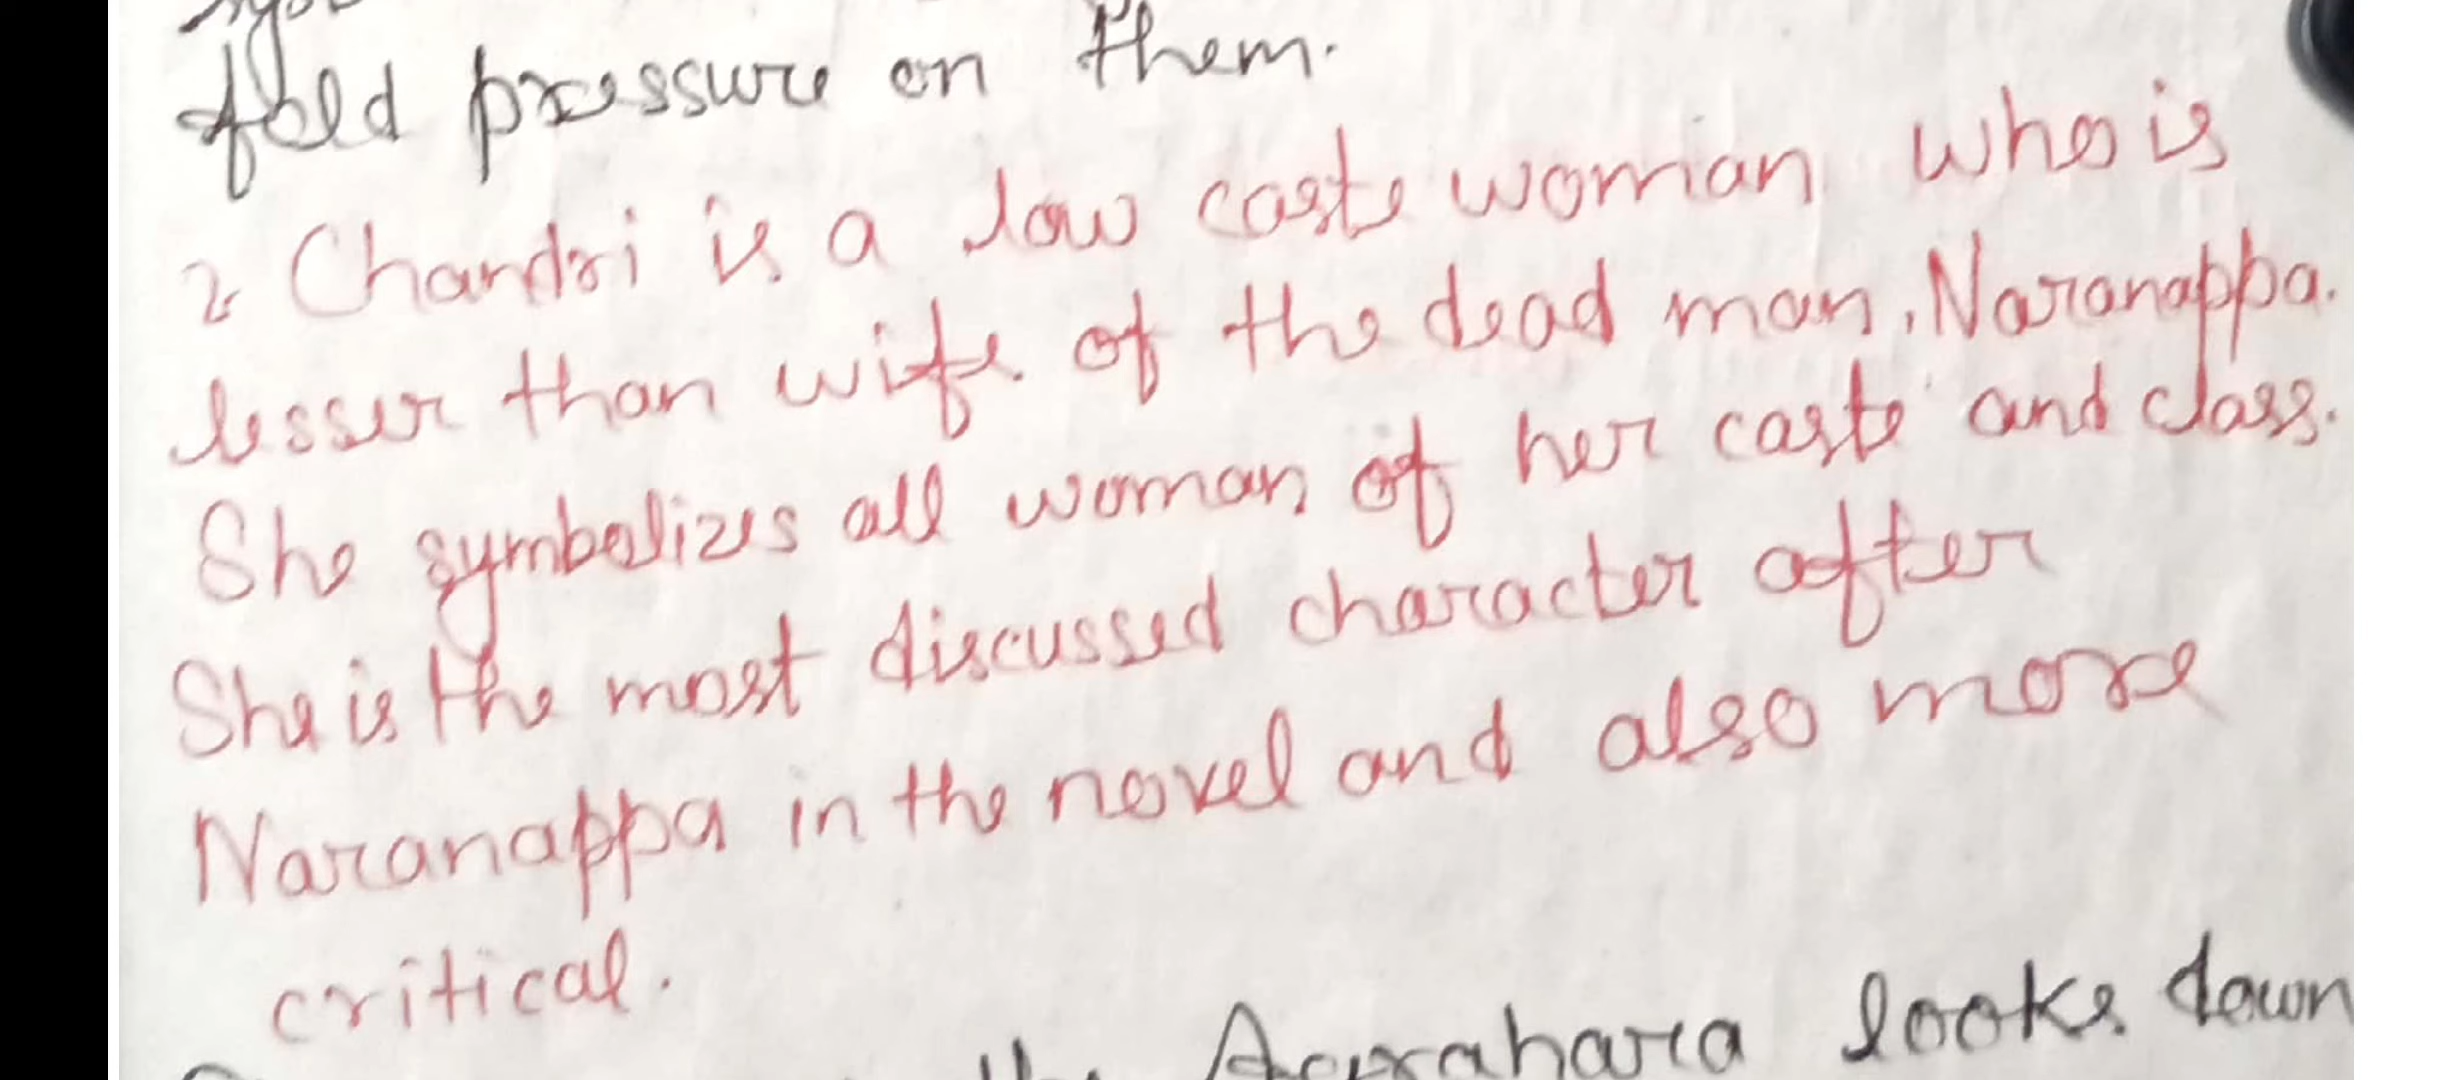 fold pressure on them.
2 Chandri is a low caste woman who is
lesser than wife of the dead man, Naranappa.
She symbolizes all woman of her caste and class.
She is the most discussed character after
Naranappa in the novel and also more
critical.
Agrahara looks down